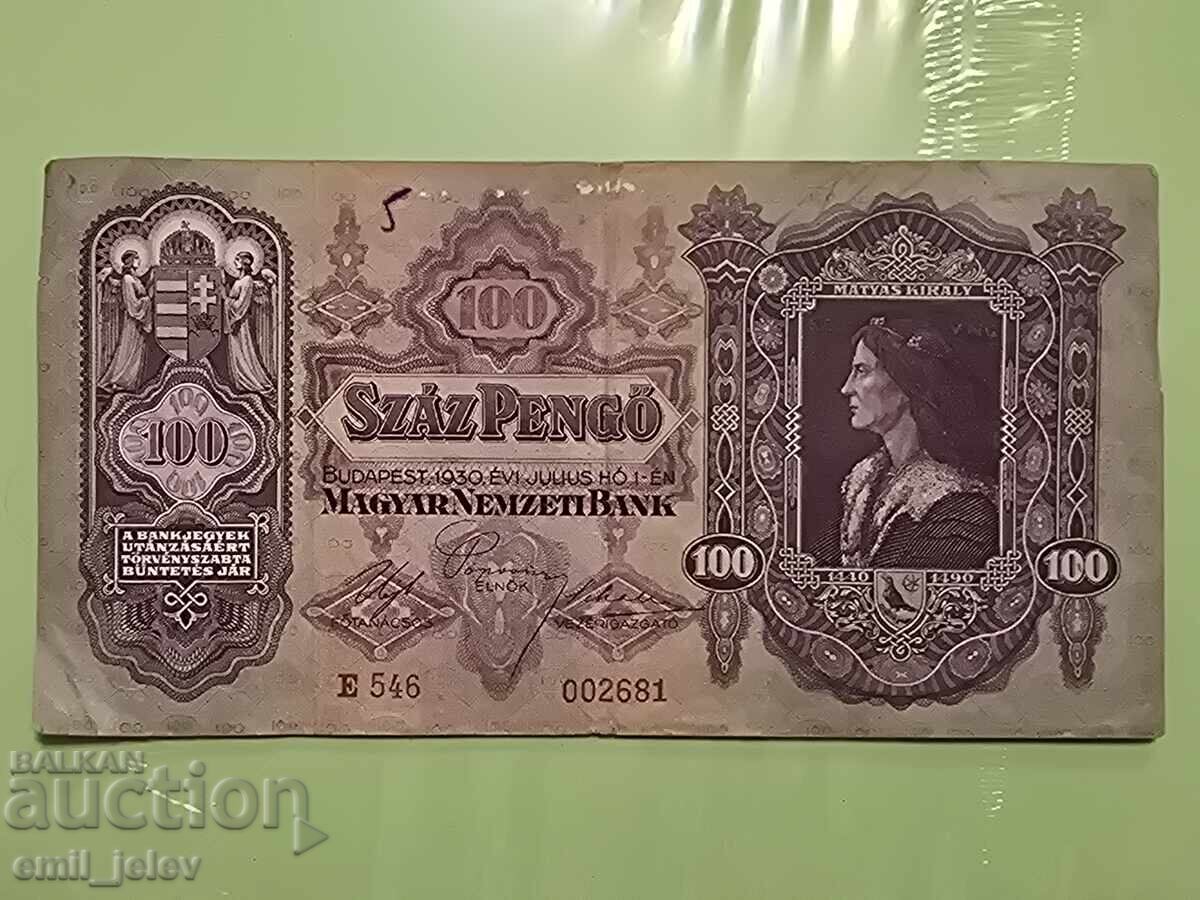 5
100
SZÁZ PENGŐ
BUDAPEST, 1930. ÉVI JULIUS HÓ 1-ÉN
MAGYAR NEMZETI BANK
ELNÖK
FŐTANÁCSOS
VEZÉRIGAZGATÓ
E 546
002681
100
A BANKJEGYEK
UTÁNZÁSÁÉRT
TÖRVÉNYSZABTA
BÜNTETÉS JÁR
MÁTYÁS KIRÁLY
100
1440 1490
100
BALKAN
auction
emil_jelev